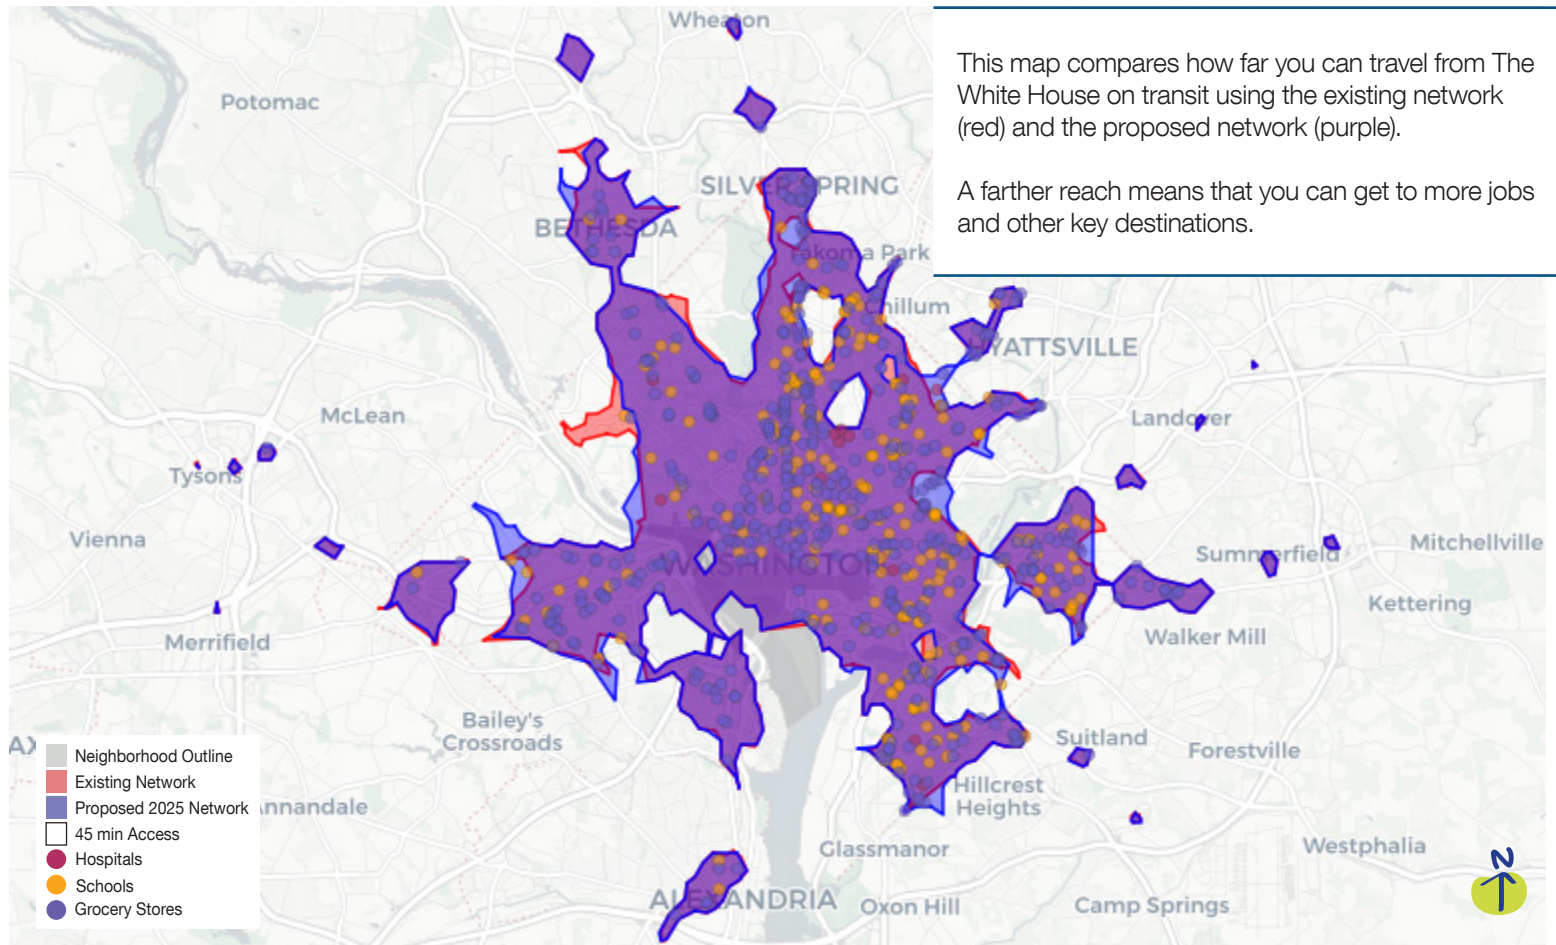 This map compares how far you can travel from The
White House on transit using the existing network
(red) and the proposed network (purple).
A farther reach means that you can get to more jobs
and other key destinations.
Wheaton
Potomac
SILVER SPRING
BETHESDA
Takoma Park
Chillum
HYATTSVILLE
McLean
Landover
Tysons
Vienna
Summerfield
Mitchellville
WASHINGTON
Kettering
Merrifield
Walker Mill
Bailey's
Crossroads
Suitland
Forestville
Hillcrest
Heights
Annandale
Glassmanor
Westphalia
ALEXANDRIA
Oxon Hill
Camp Springs
Neighborhood Outline
Existing Network
Proposed 2025 Network
45 min Access
Hospitals
Schools
Grocery Stores
N